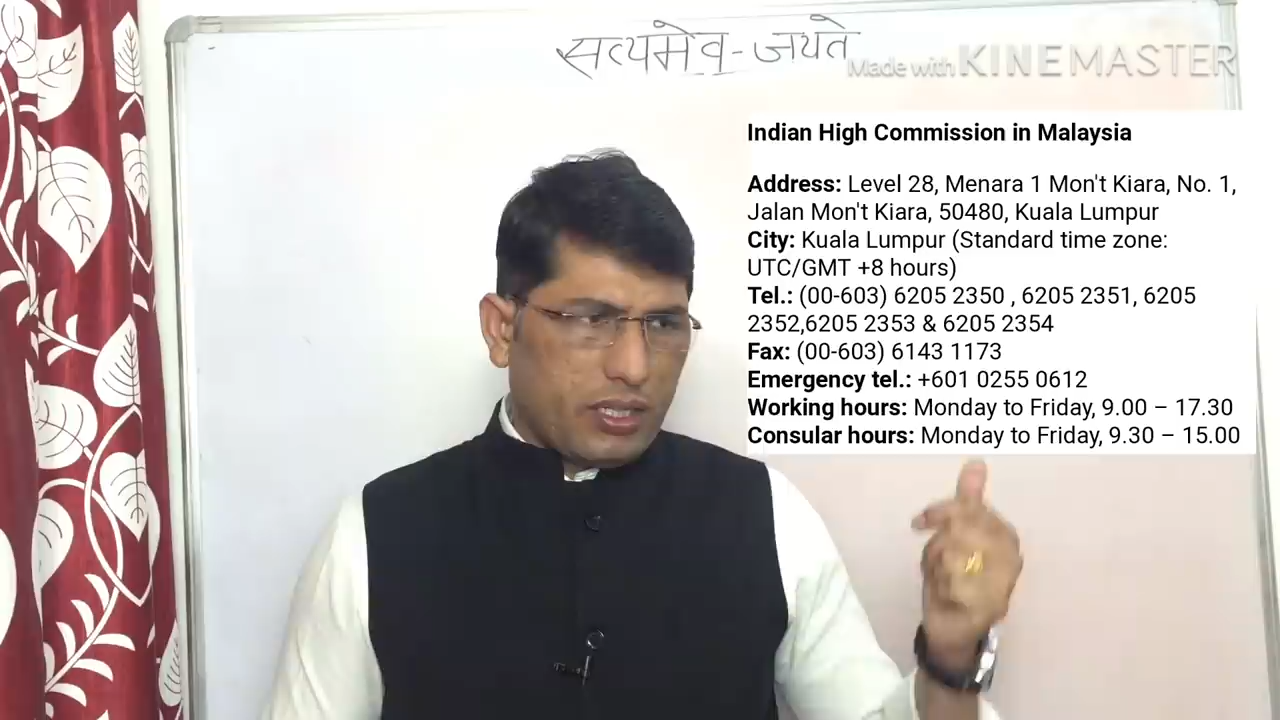 सत्यमेव-जयते
Made with KINEMASTER
Indian High Commission in Malaysia
Address: Level 28, Menara 1 Mon't Kiara, No. 1,
Jalan Mon't Kiara, 50480, Kuala Lumpur
City: Kuala Lumpur (Standard time zone:
UTC/GMT +8 hours)
Tel.: (00-603) 6205 2350 , 6205 2351, 6205
2352,6205 2353 & 6205 2354
Fax: (00-603) 6143 1173
Emergency tel.: +601 0255 0612
Working hours: Monday to Friday, 9.00 – 17.30
Consular hours: Monday to Friday, 9.30 – 15.00